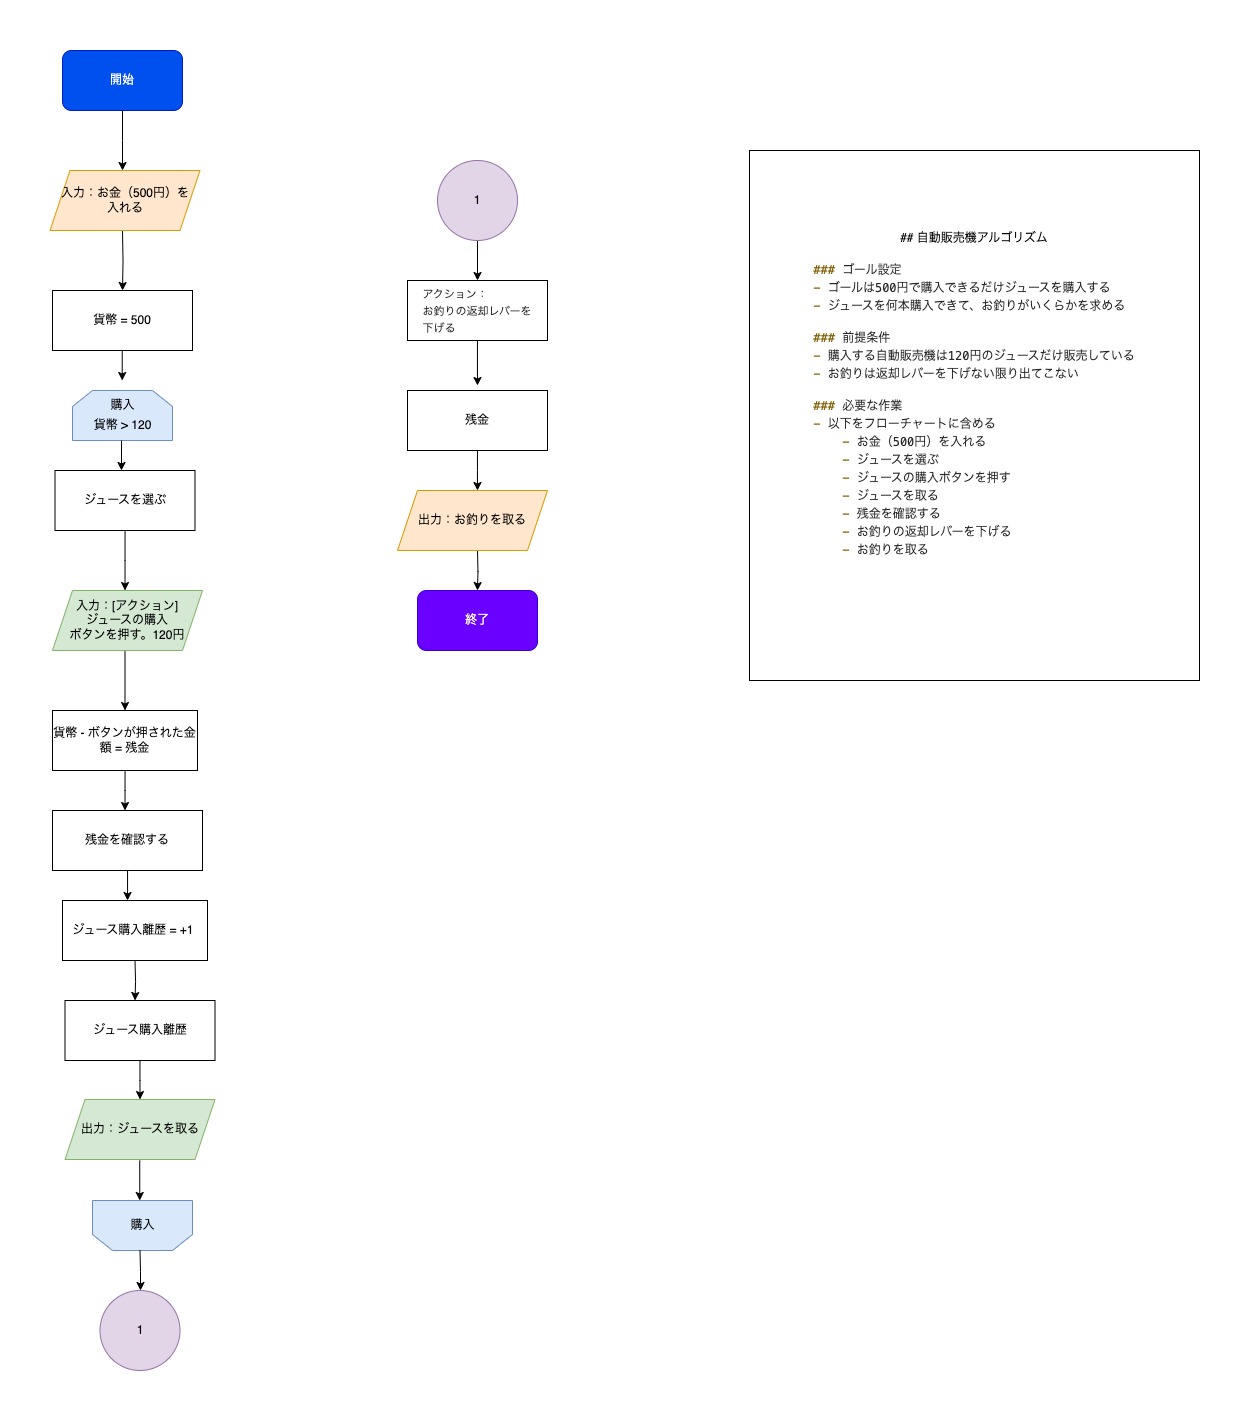 開始
入力：お金（500円）を
入れる
貨幣 = 500
購入
貨幣 > 120
ジュースを選ぶ
入力：[アクション]
ジュースの購入
ボタンを押す。120円
貨幣 - ボタンが押された金
額 = 残金
残金を確認する
ジュース購入離歴 = +1
ジュース購入離歴
出力：ジュースを取る
購入
1
1
アクション：
お釣りの返却レバーを
下げる
残金
出力：お釣りを取る
終了
## 自動販売機アルゴリズム
### ゴール設定
- ゴールは500円で購入できるだけジュースを購入する
- ジュースを何本購入できて、お釣りがいくらかを求める
### 前提条件
- 購入する自動販売機は120円のジュースだけ販売している
- お釣りは返却レバーを下げない限り出てこない
### 必要な作業
- 以下をフローチャートに含める
- お金（500円）を入れる
- ジュースを選ぶ
- ジュースの購入ボタンを押す
- ジュースを取る
- 残金を確認する
- お釣りの返却レバーを下げる
- お釣りを取る